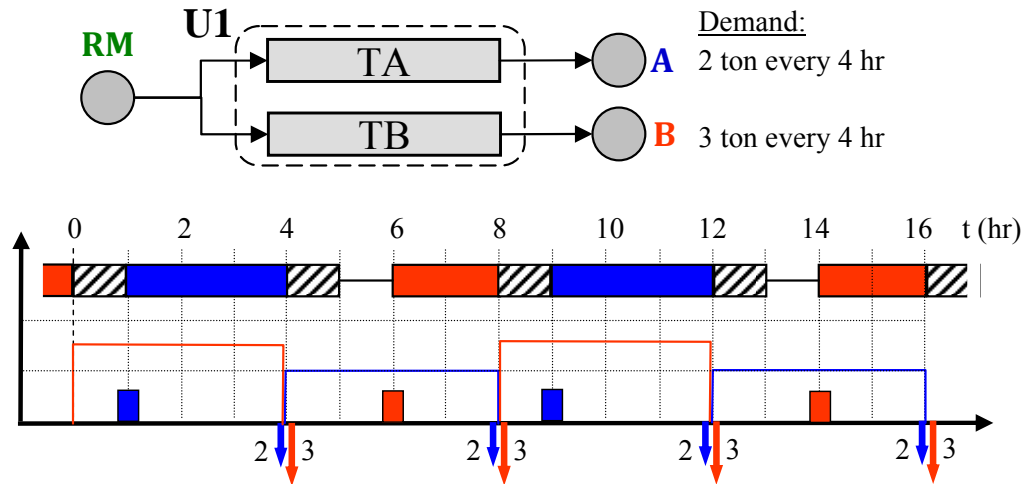 U1
Demand:
RM
TA
A
2 ton every 4 hr
TB
B
3 ton every 4 hr
0 2 4 6 8 10 12 14 16 t (hr)
2 3 2 3 2 3 2 3